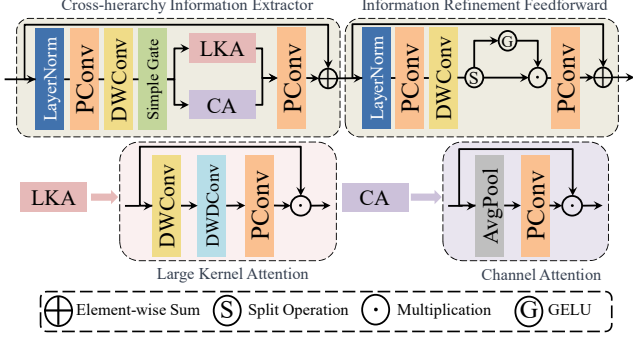 Cross-hierarchy Information Extractor
Information Refinement Feedforward
LayerNorm
PConv
DWConv
Simple Gate
LKA
CA
PConv
LayerNorm
PConv
DWConv
S
G
PConv
LKA
DWConv
DWDConv
PConv
CA
AvgPool
PConv
Large Kernel Attention
Channel Attention
Element-wise Sum
S Split Operation
Multiplication
G GELU